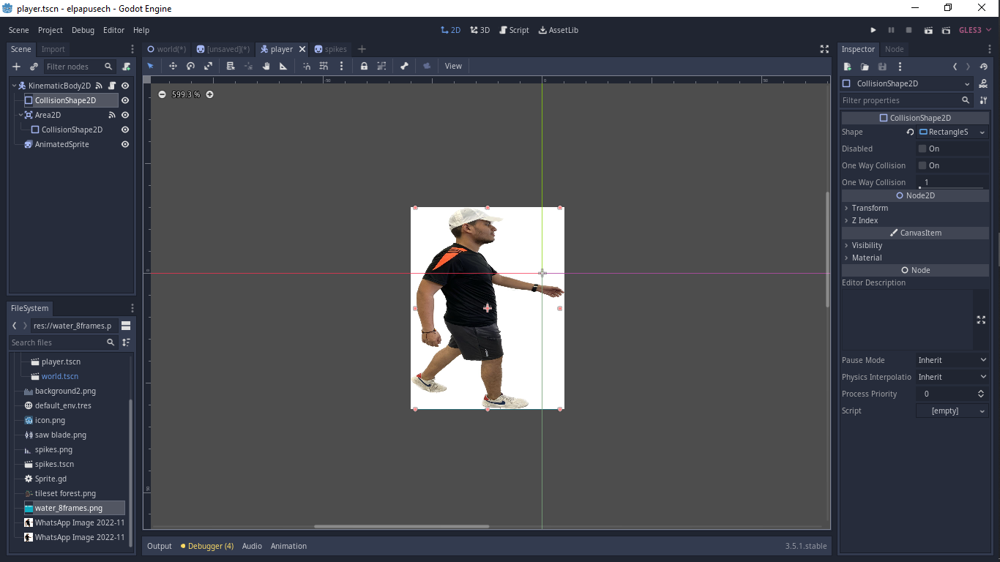 player.tscn - elpapusech - Godot Engine
Scene Project Debug Editor Help
2D 3D Script AssetLib
GLES3
Scene Import
world(*) [unsaved](*) player spikes
Inspector Node
Filter nodes
View
KinematicBody2D
CollisionShape2D
Area2D
CollisionShape2D
AnimatedSprite
-50 0 50
599.3 %
CollisionShape2D
Filter properties
CollisionShape2D
Shape RectangleS
Disabled On
One Way Collision On
One Way Collision 1
Node2D
Transform
Z Index
CanvasItem
Visibility
Material
Node
Editor Description
Pause Mode Inherit
Physics Interpolatio Inherit
Process Priority 0
Script [empty]
FileSystem
res://water_8frames.p
Search files
player.tscn
world.tscn
background2.png
default_env.tres
icon.png
saw blade.png
spikes.png
spikes.tscn
Sprite.gd
tileset forest.png
water_8frames.png
WhatsApp Image 2022-11
WhatsApp Image 2022-11
Output Debugger (4) Audio Animation
3.5.1.stable